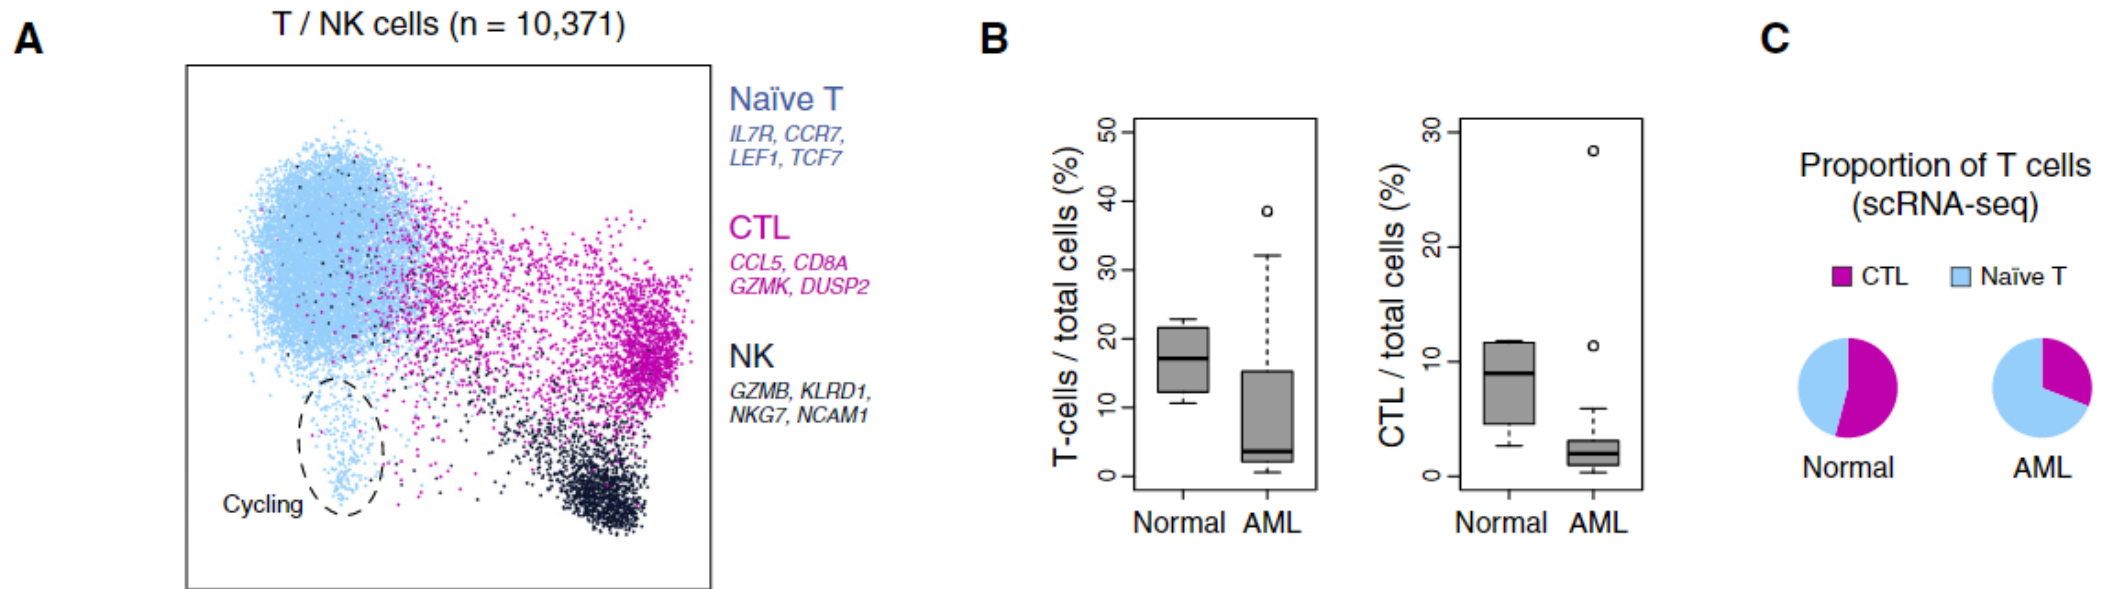 A
T / NK cells (n = 10,371)
Naïve T
IL7R, CCR7,
LEF1, TCF7
CTL
CCL5, CD8A
GZMK, DUSP2
NK
GZMB, KLRD1,
NKG7, NCAM1
Cycling
B
T-cells / total cells (%)
50
40
30
20
10
0
Normal AML
CTL / total cells (%)
30
20
10
0
Normal AML
C
Proportion of T cells
(scRNA-seq)
CTL Naïve T
Normal AML